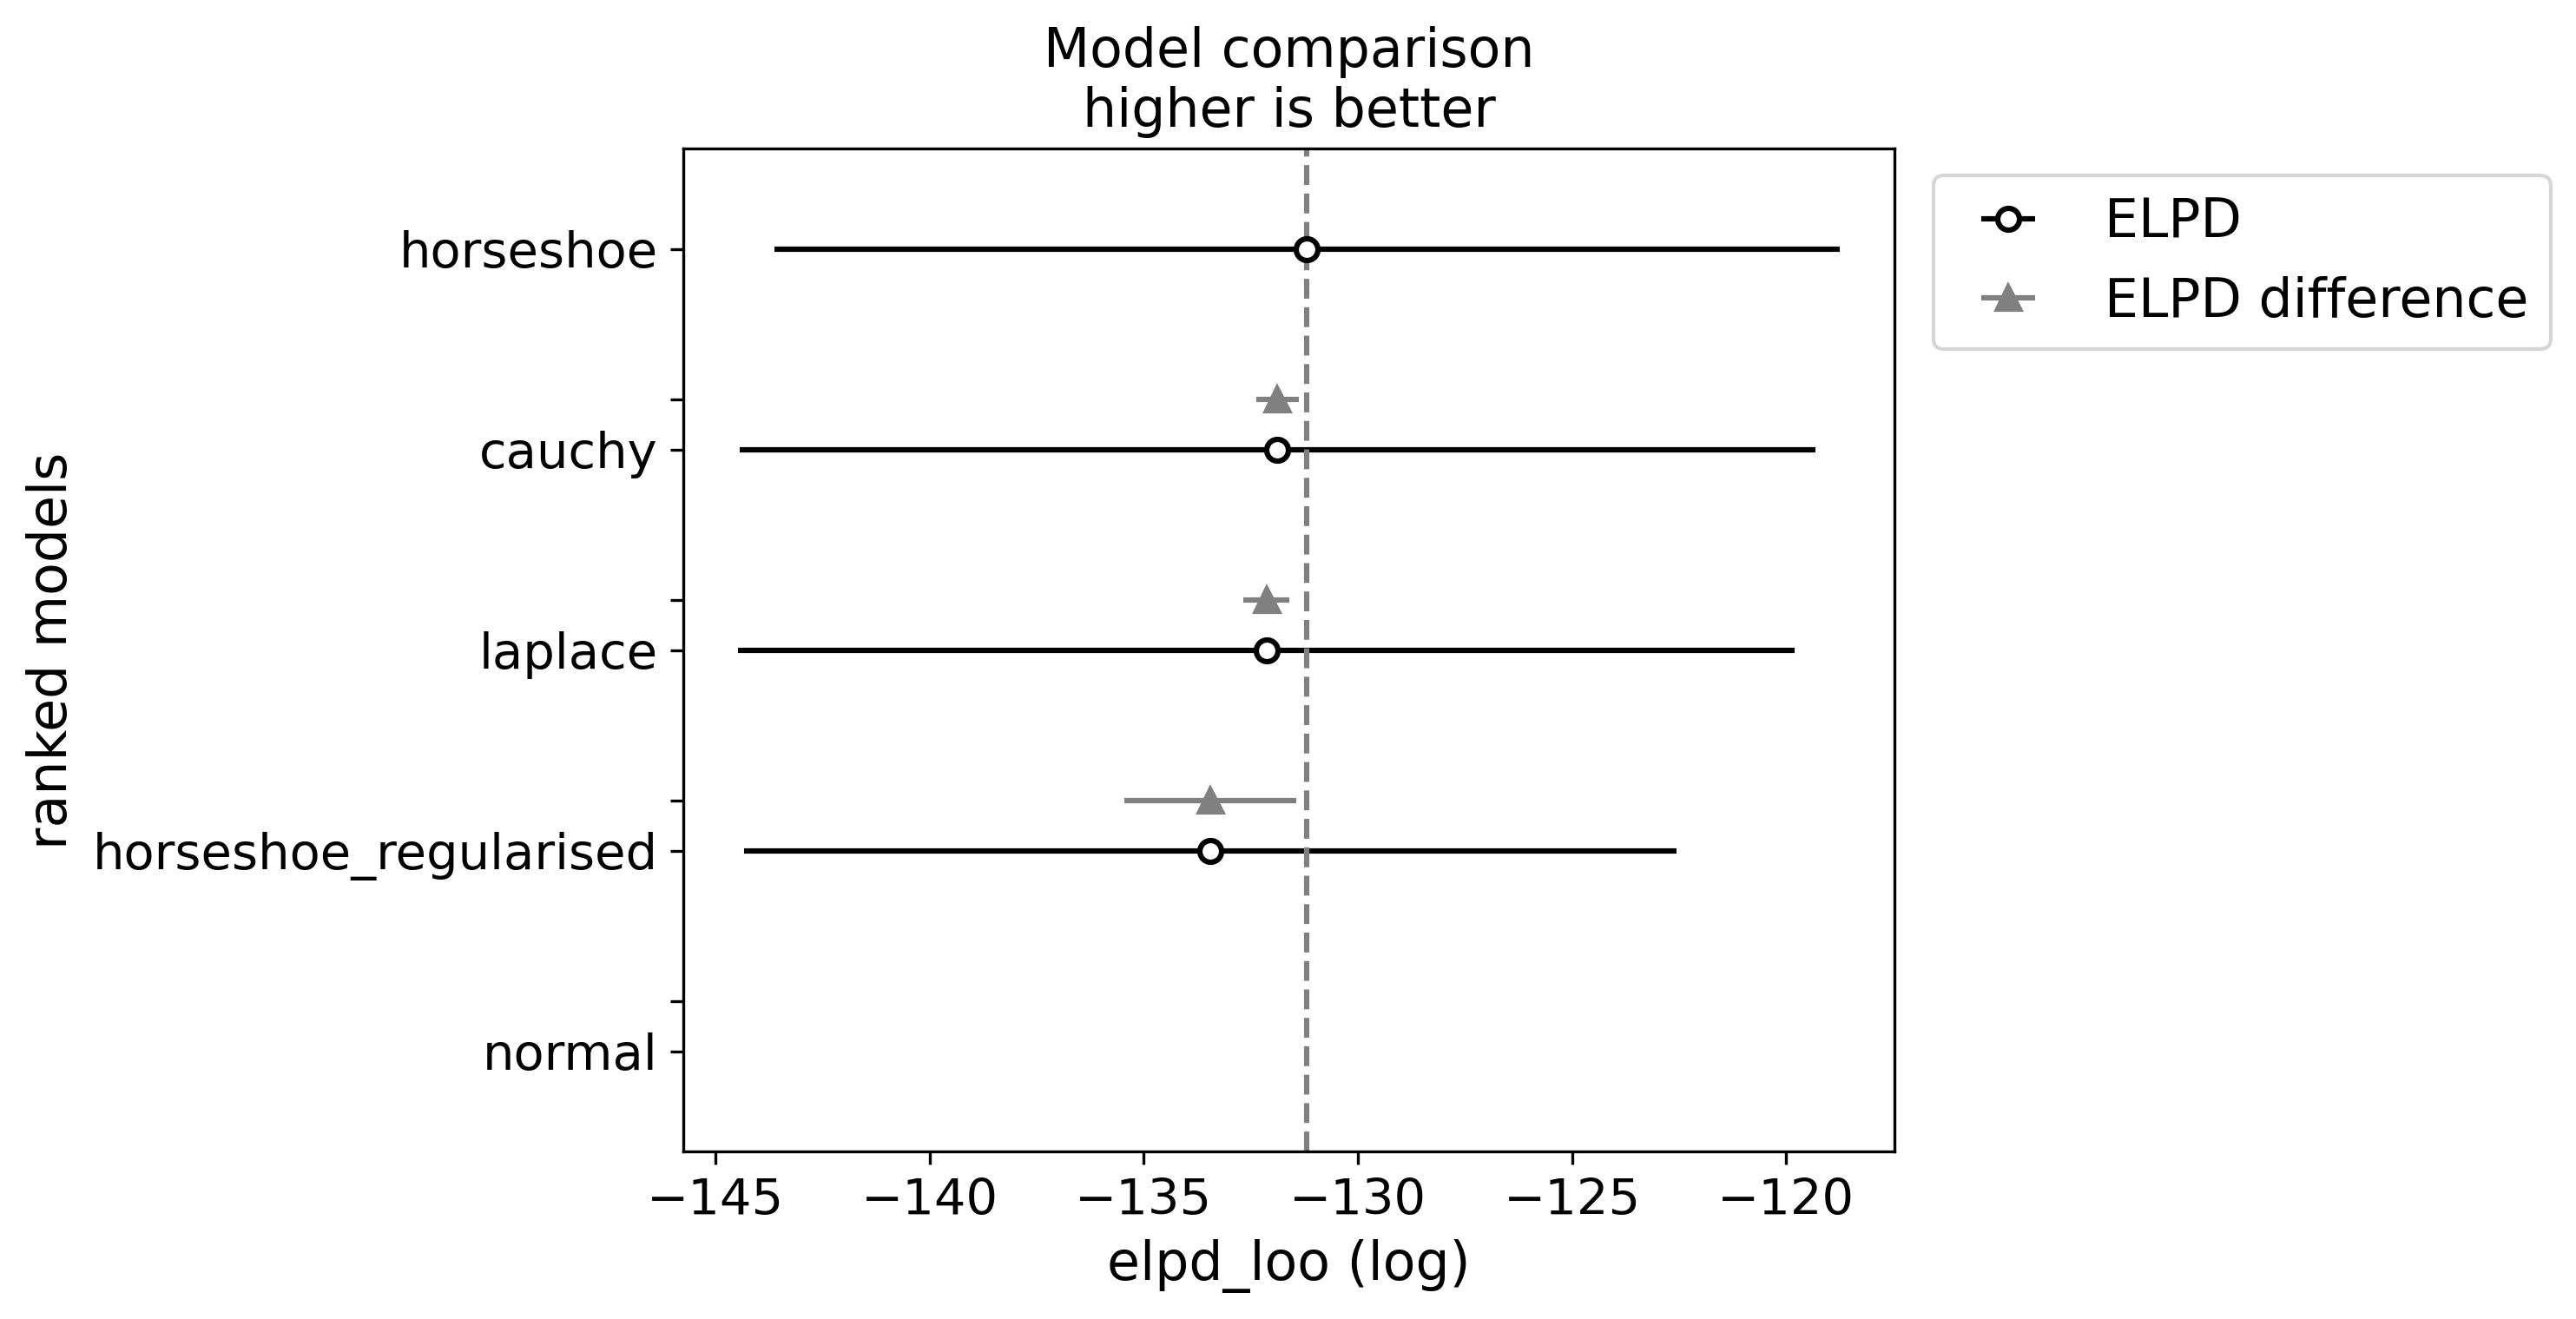 Model comparison
higher is better
ELPD
ELPD difference
ranked models
horseshoe
cauchy
laplace
horseshoe_regularised
normal
−145 −140 −135 −130 −125 −120
elpd_loo (log)